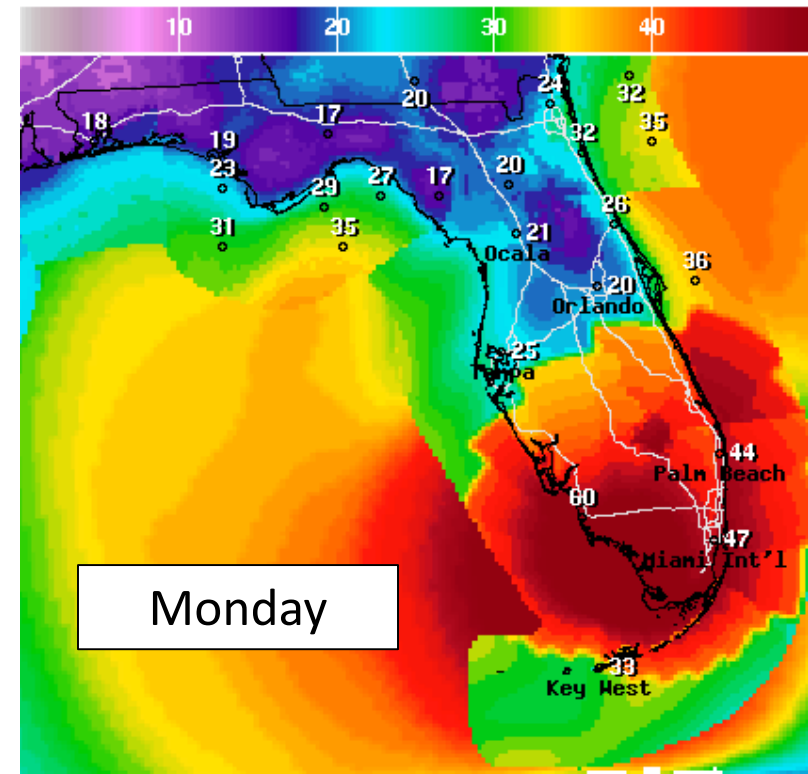 10 20 30 40
20 24 32
18 17 35
19 32
23 29 27 17 20
31 35 21 26
Ocala 36
20
Orlando
25
Tampa
44
Palm Beach
60
47
Miami Int'l
Monday
33
Key West